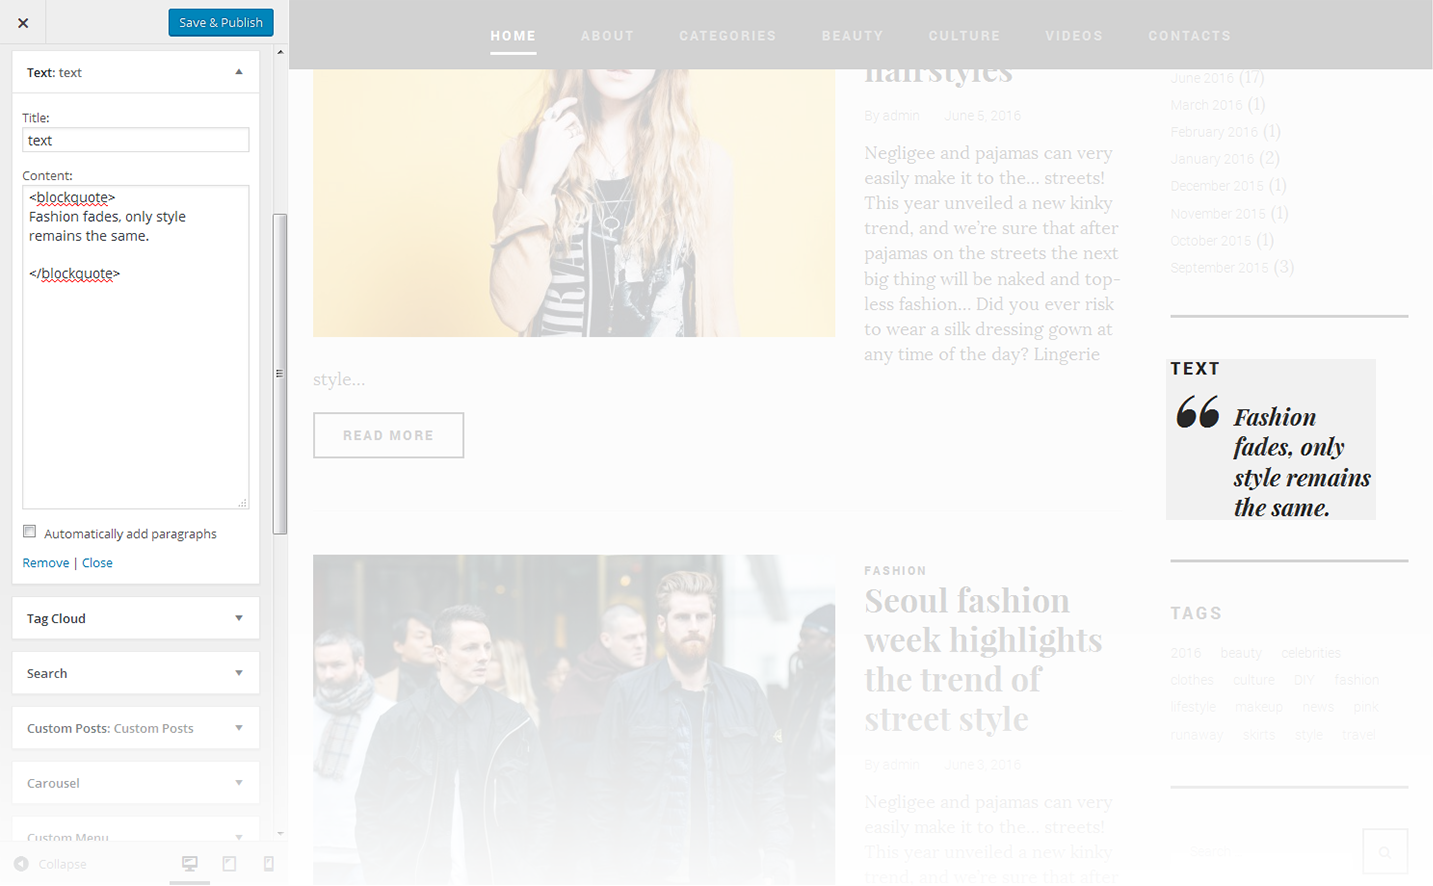 Save & Publish
Text: text
Title:
text
Content:
<blockquote>
Fashion fades, only style
remains the same.
</blockquote>
Automatically add paragraphs
Remove | Close
Tag Cloud
Search
Custom Posts: Custom Posts
Carousel
Custom Menu
Collapse
HOME ABOUT CATEGORIES BEAUTY CULTURE VIDEOS CONTACTS
hairstyles
By admin June 5, 2016
Negligee and pajamas can very
easily make it to the... streets!
This year unveiled a new kinky
trend, and we're sure that after
pajamas on the streets the next
big thing will be naked and top-
less fashion... Did you ever risk
to wear a silk dressing gown at
any time of the day? Lingerie
style...
READ MORE
FASHION
Seoul fashion
week highlights
the trend of
street style
By admin June 3, 2016
Negligee and pajamas can very
easily make it to the... streets!
This year unveiled a new kinky
trend, and we're sure that after
June 2016 (17)
March 2016 (1)
February 2016 (1)
January 2016 (2)
December 2015 (1)
November 2015 (1)
October 2015 (1)
September 2015 (3)
TEXT
❝ Fashion
fades, only
style remains
the same.
TAGS
2016 beauty celebrities
clothes culture DIY fashion
lifestyle makeup news pink
runaway skirts style travel
Search